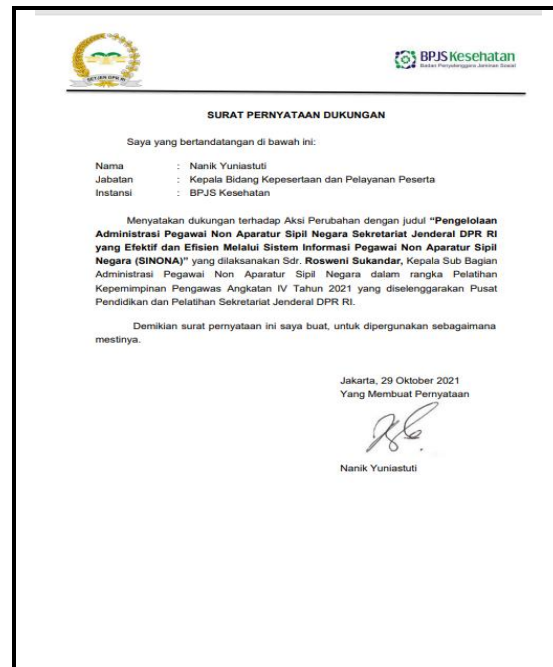 SETJEN DPR RI
BPJS Kesehatan
Badan Penyelenggara Jaminan Sosial
SURAT PERNYATAAN DUKUNGAN
Saya yang bertandatangan di bawah ini:
Nama : Nanik Yuniastuti
Jabatan : Kepala Bidang Kepesertaan dan Pelayanan Peserta
Instansi : BPJS Kesehatan
Menyatakan dukungan terhadap Aksi Perubahan dengan judul “Pengelolaan
Administrasi Pegawai Non Aparatur Sipil Negara Sekretariat Jenderal DPR RI
yang Efektif dan Efisien Melalui Sistem Informasi Pegawai Non Aparatur Sipil
Negara (SINONA)” yang dilaksanakan Sdr. Rosweni Sukandar, Kepala Sub Bagian
Administrasi Pegawai Non Aparatur Sipil Negara dalam rangka Pelatihan
Kepemimpinan Pengawas Angkatan IV Tahun 2021 yang diselenggarakan Pusat
Pendidikan dan Pelatihan Sekretariat Jenderal DPR RI.
Demikian surat pernyataan ini saya buat, untuk dipergunakan sebagaimana
mestinya.
Jakarta, 29 Oktober 2021
Yang Membuat Pernyataan
Nanik Yuniastuti